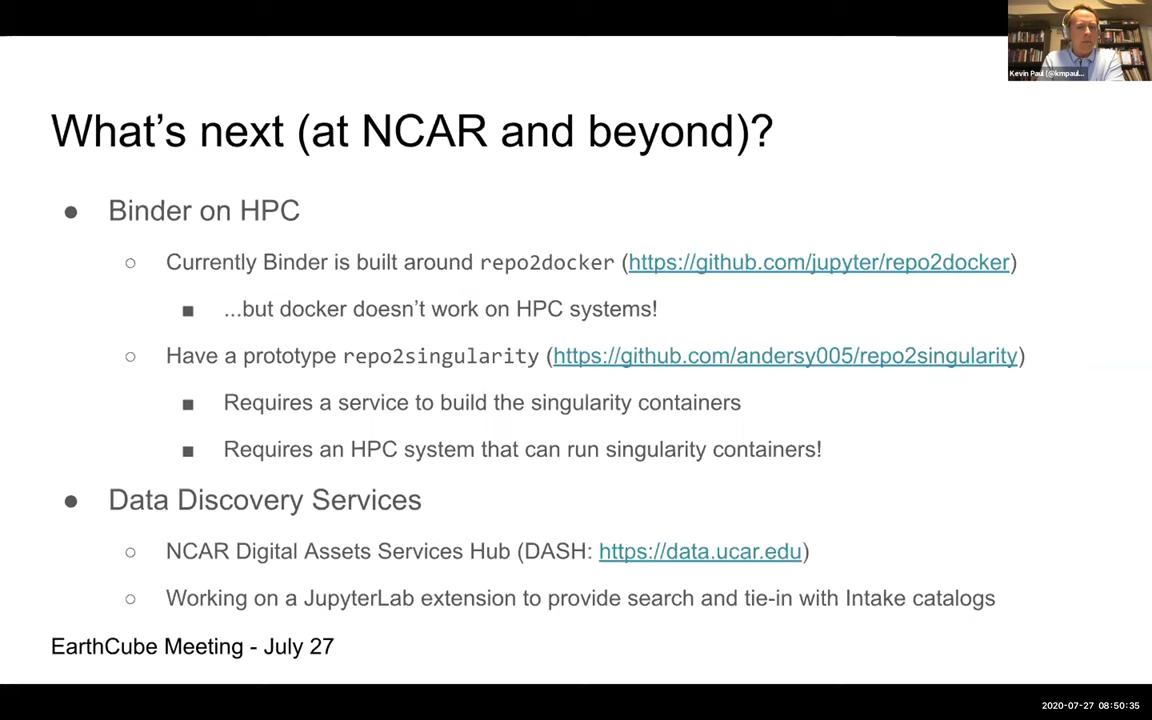 Kevin Paul (@kmpaul...
What's next (at NCAR and beyond)?
● Binder on HPC
○ Currently Binder is built around repo2docker (https://github.com/jupyter/repo2docker)
■ ...but docker doesn't work on HPC systems!
○ Have a prototype repo2singularity (https://github.com/andersy005/repo2singularity)
■ Requires a service to build the singularity containers
■ Requires an HPC system that can run singularity containers!
● Data Discovery Services
○ NCAR Digital Assets Services Hub (DASH: https://data.ucar.edu)
○ Working on a JupyterLab extension to provide search and tie-in with Intake catalogs
EarthCube Meeting - July 27
2020-07-27 08:50:35